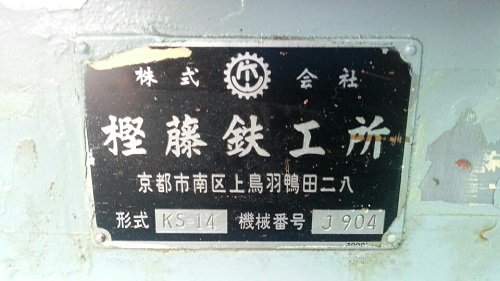 株式 会社
樫藤鉄工所
京都市南区上鳥羽鴨田二八
形式 KS-14 機械番号 J904